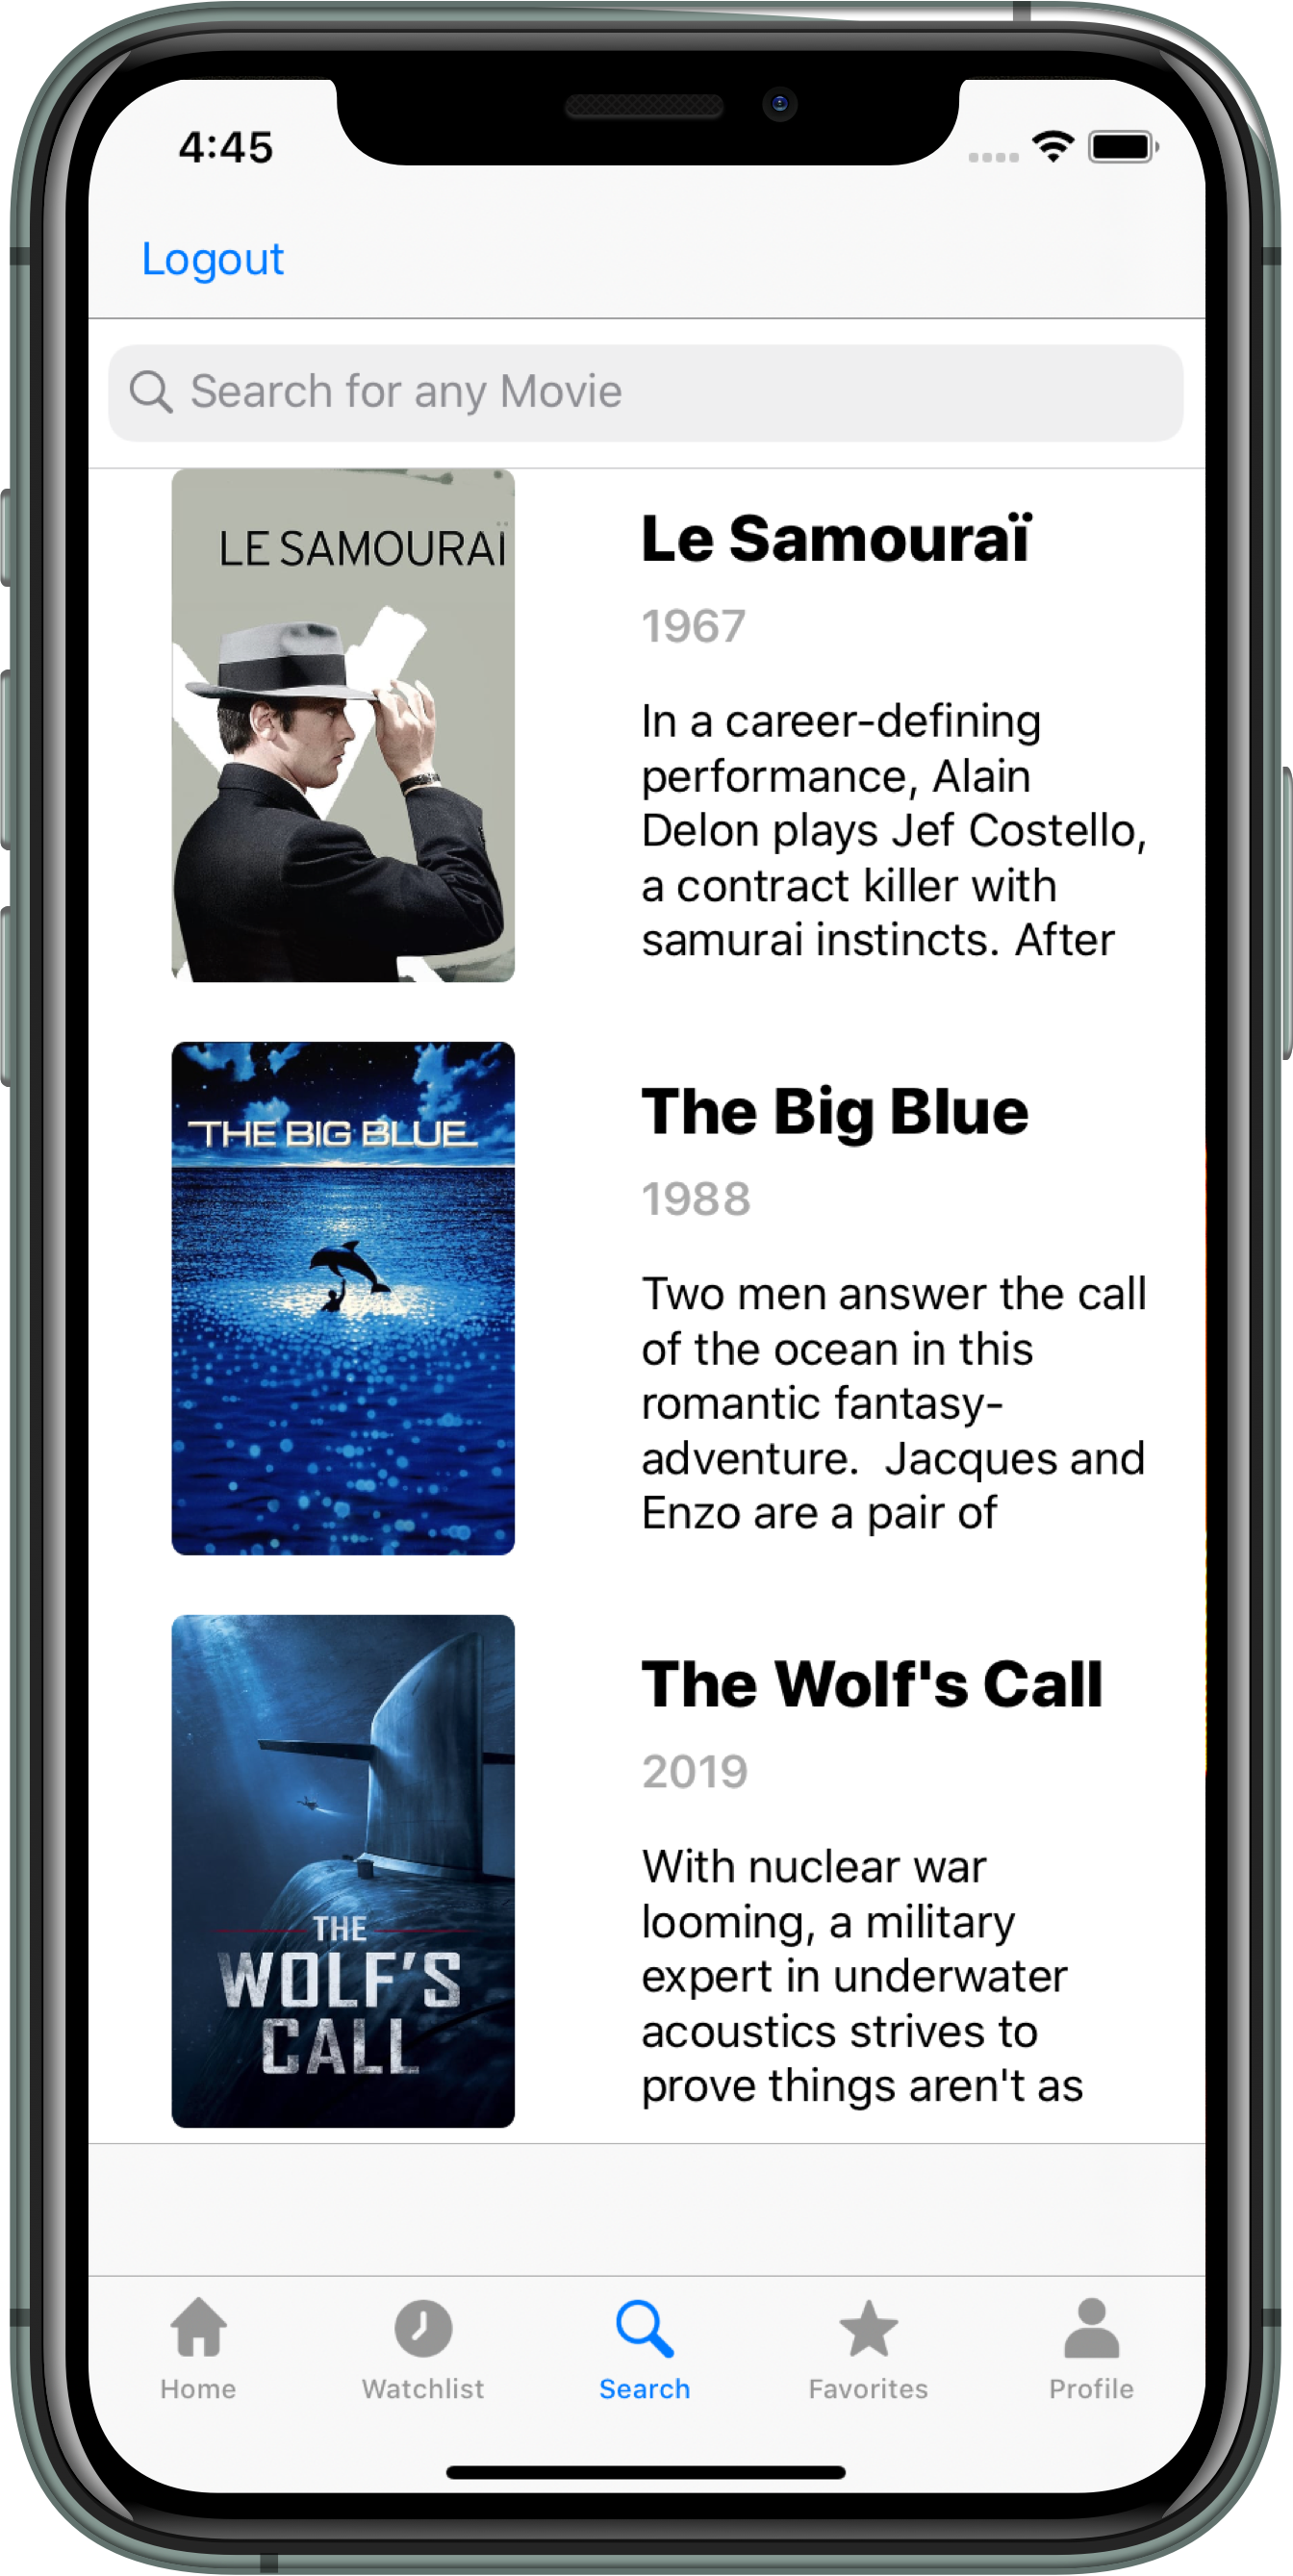 4:45
Logout
Search for any Movie
LE SAMOURAÏ
Le Samouraï
1967
In a career-defining
performance, Alain
Delon plays Jef Costello,
a contract killer with
samurai instincts. After
THE BIG BLUE
The Big Blue
1988
Two men answer the call
of the ocean in this
romantic fantasy-
adventure.  Jacques and
Enzo are a pair of
THE
WOLF'S
CALL
The Wolf's Call
2019
With nuclear war
looming, a military
expert in underwater
acoustics strives to
prove things aren't as
Home
Watchlist
Search
Favorites
Profile